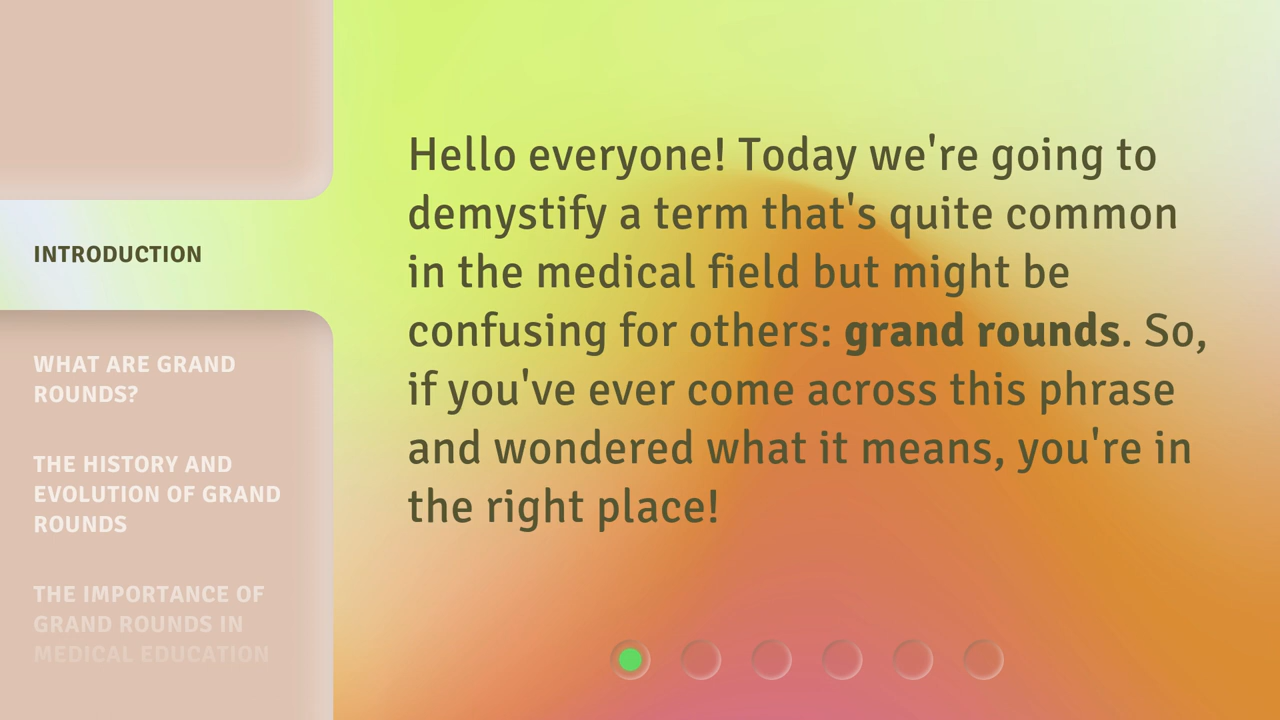 INTRODUCTION
WHAT ARE GRAND
ROUNDS?
THE HISTORY AND
EVOLUTION OF GRAND
ROUNDS
THE IMPORTANCE OF
GRAND ROUNDS IN
MEDICAL EDUCATION
Hello everyone! Today we're going to
demystify a term that's quite common
in the medical field but might be
confusing for others: grand rounds. So,
if you've ever come across this phrase
and wondered what it means, you're in
the right place!